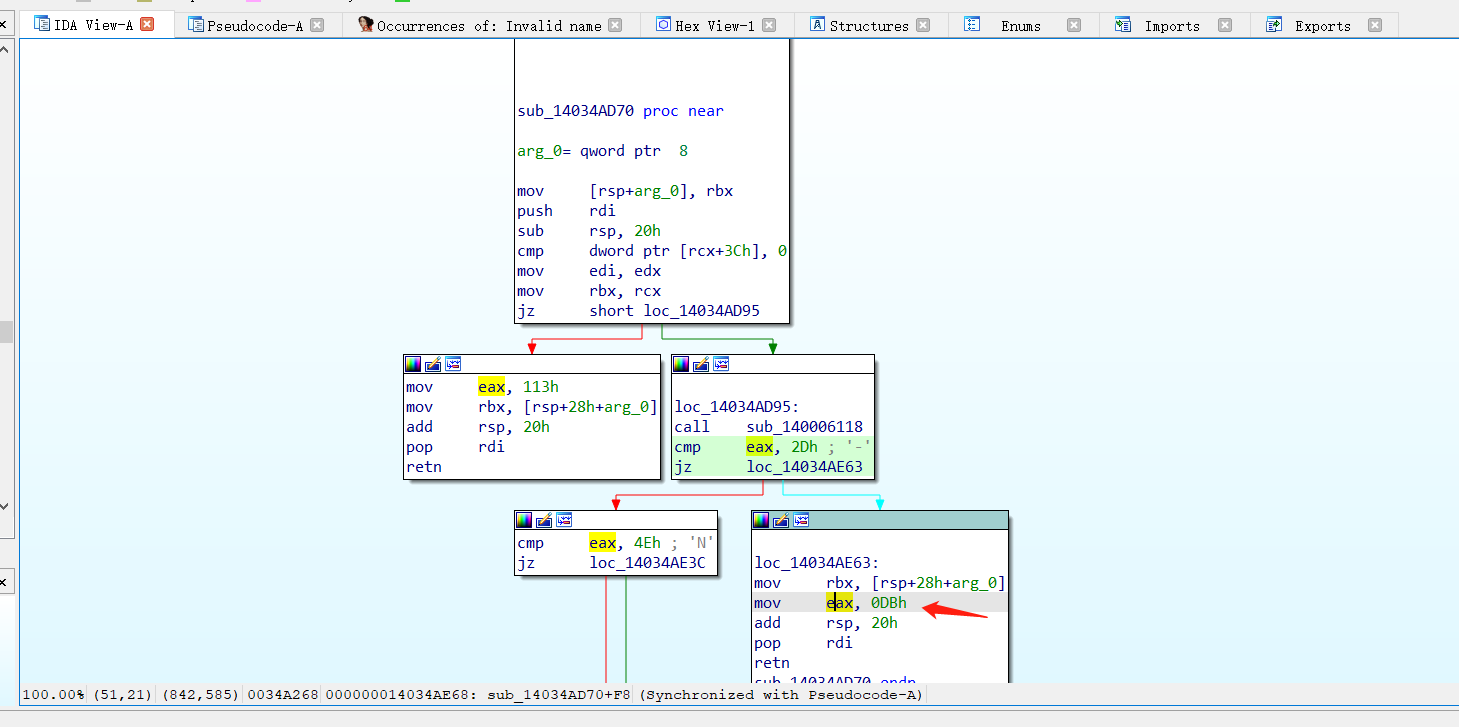 IDA View-A
Pseudocode-A
Occurrences of: Invalid name
Hex View-1
Structures
Enums
Imports
Exports
sub_14034AD70 proc near
arg_0= qword ptr  8
mov     [rsp+arg_0], rbx
push    rdi
sub     rsp, 20h
cmp     dword ptr [rcx+3Ch], 0
mov     edi, edx
mov     rbx, rcx
jz      short loc_14034AD95
mov     eax, 113h
mov     rbx, [rsp+28h+arg_0]
add     rsp, 20h
pop     rdi
retn
loc_14034AD95:
call    sub_140006118
cmp     eax, 2Dh ; '-'
jz      loc_14034AE63
cmp     eax, 4Eh ; 'N'
jz      loc_14034AE3C
loc_14034AE63:
mov     rbx, [rsp+28h+arg_0]
mov     eax, 0DBh
add     rsp, 20h
pop     rdi
retn
sub_14034AD70 endp
100.00% (51,21) (842,585) 0034A268 000000014034AE68: sub_14034AD70+F8 (Synchronized with Pseudocode-A)